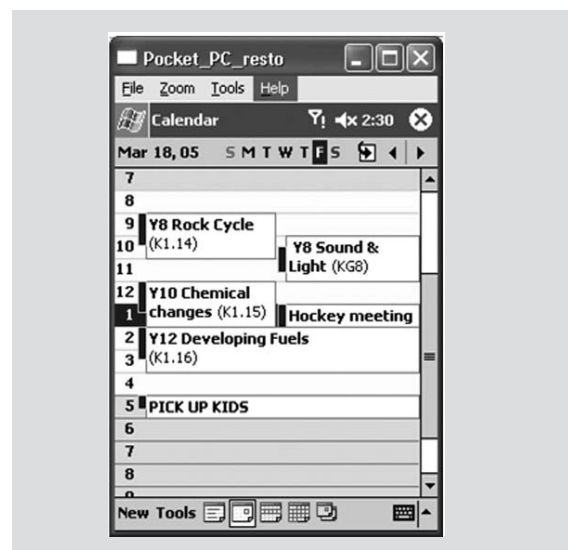 Pocket_PC_resto
File Zoom Tools Help
Calendar 2:30
Mar 18, 05 S M T W T F S
7
8
9 Y8 Rock Cycle
10 (K1.14) Y8 Sound &
11 Light (KG8)
12 Y10 Chemical
1 changes (K1.15) Hockey meeting
2 Y12 Developing Fuels
3 (K1.16)
4
5 PICK UP KIDS
6
7
8
9
New Tools